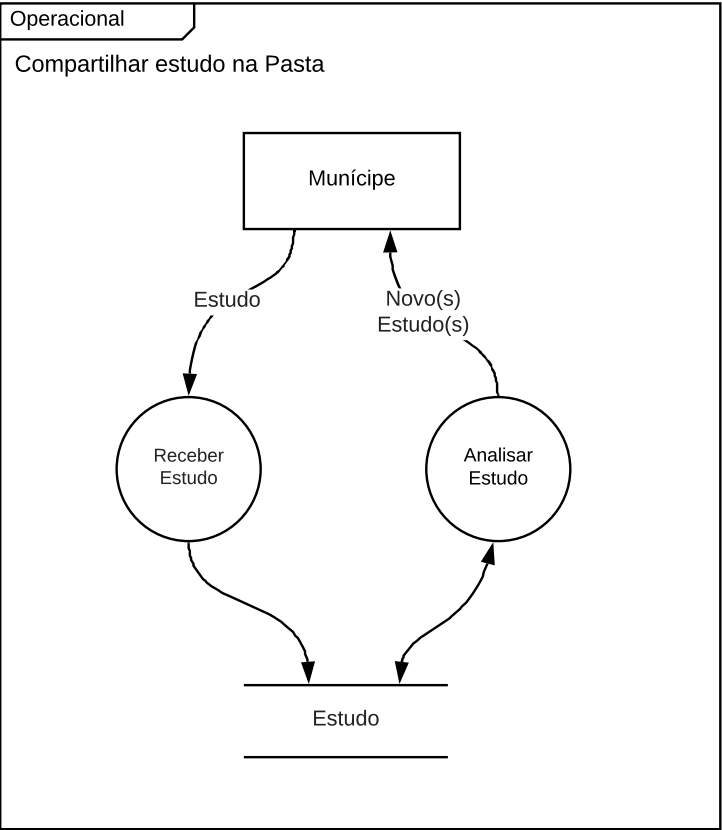 Operacional
Compartilhar estudo na Pasta
Munícipe
Estudo
Novo(s)
Estudo(s)
Receber
Estudo
Analisar
Estudo
Estudo